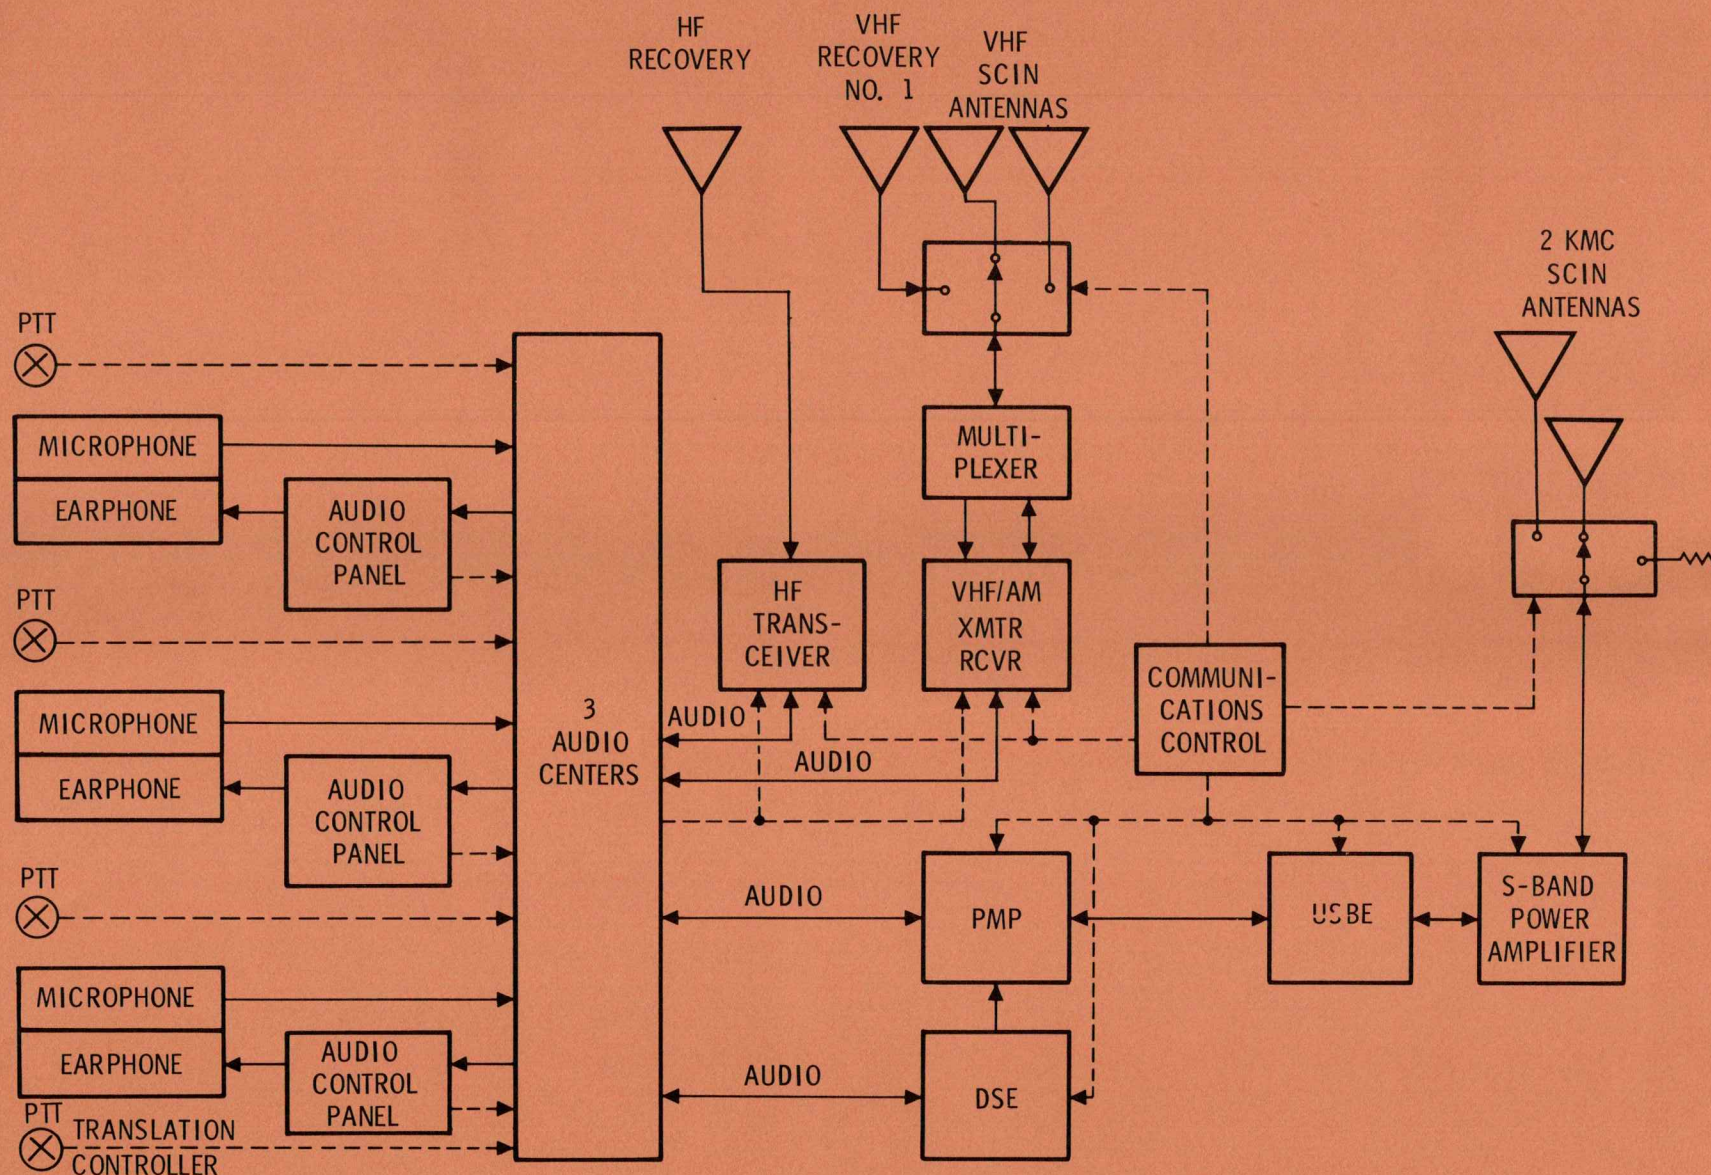 HF
RECOVERY
VHF
RECOVERY
NO. 1
VHF
SCIN
ANTENNAS
2 KMC
SCIN
ANTENNAS
PTT
MICROPHONE
EARPHONE
AUDIO
CONTROL
PANEL
PTT
MICROPHONE
EARPHONE
AUDIO
CONTROL
PANEL
PTT
MICROPHONE
EARPHONE
AUDIO
CONTROL
PANEL
PTT
TRANSLATION
CONTROLLER
3
AUDIO
CENTERS
HF
TRANS-
CEIVER
MULTI-
PLEXER
VHF/AM
XMTR
RCVR
COMMUNI-
CATIONS
CONTROL
AUDIO
AUDIO
AUDIO
PMP
USBE
S-BAND
POWER
AMPLIFIER
AUDIO
DSE